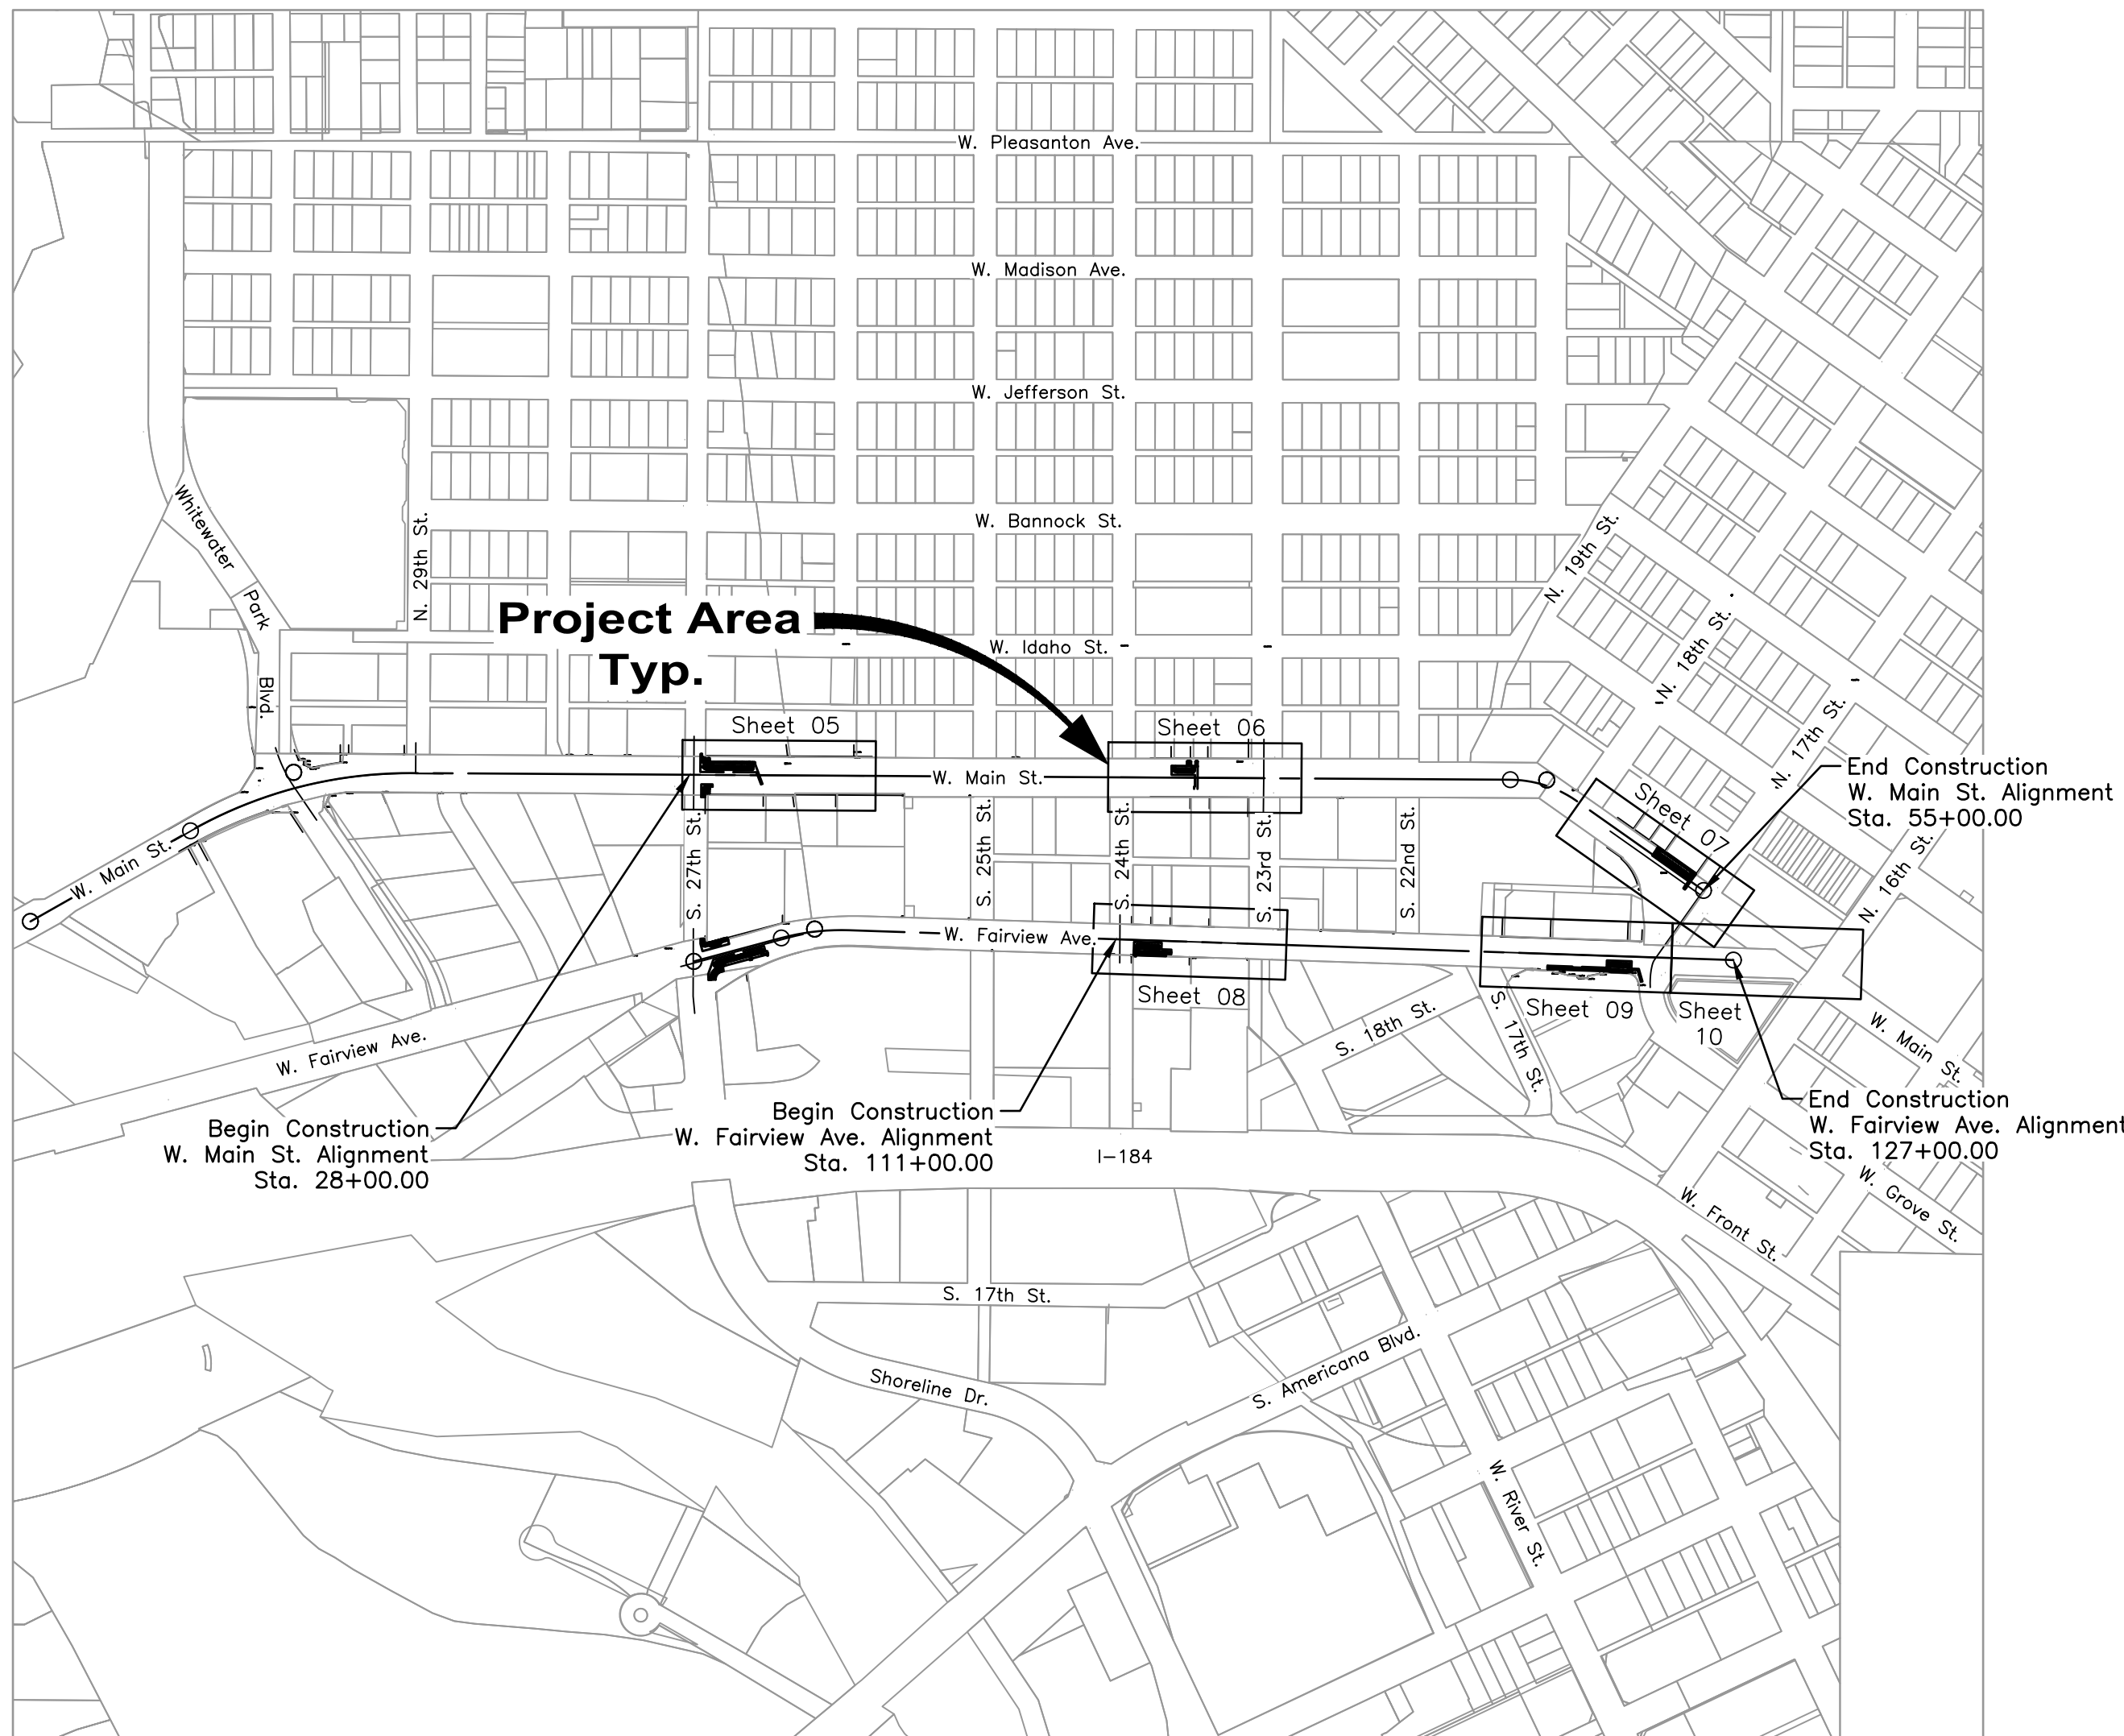 W. Pleasanton Ave.
W. Madison Ave.
W. Jefferson St.
W. Bannock St.
Whitewater
Park
Blvd.
N. 29th St.
N. 19th St.
N. 18th St.
N. 17th St.
N. 16th St.
Project Area
Typ.
W. Idaho St.
Sheet 05
Sheet 06
W. Main St.
Sheet 07
End Construction
W. Main St. Alignment
Sta. 55+00.00
W. Main St.
S. 27th St.
S. 25th St.
S. 24th St.
S. 23rd St.
S. 22nd St.
W. Fairview Ave.
Sheet 08
Sheet 09
Sheet
10
W. Fairview Ave.
S. 18th St.
S. 17th St.
W. Main St.
Begin Construction
W. Main St. Alignment
Sta. 28+00.00
Begin Construction
W. Fairview Ave. Alignment
Sta. 111+00.00
End Construction
W. Fairview Ave. Alignment
Sta. 127+00.00
I-184
W. Grove St.
W. Front St.
S. 17th St.
Shoreline Dr.
S. Americana Blvd.
W. River St.